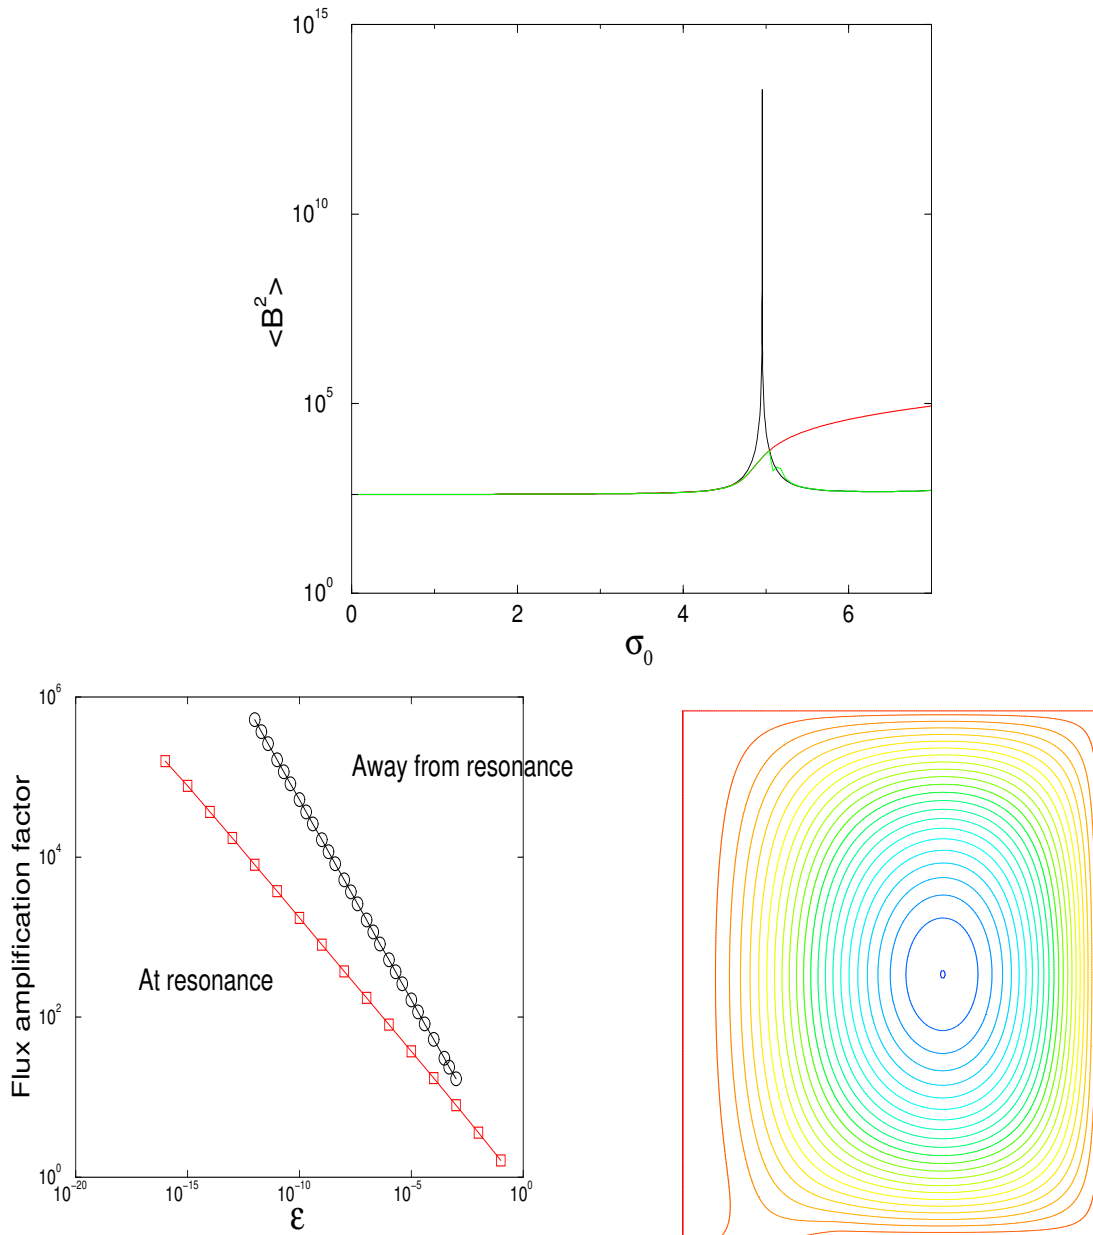 10^15
10^10
10^5
10^0
<B^2>
0 2 4 6
σ_0
10^6
10^4
10^2
10^0
Flux amplification factor
Away from resonance
At resonance
10^−20 10^−15 10^−10 10^−5 10^0
ε